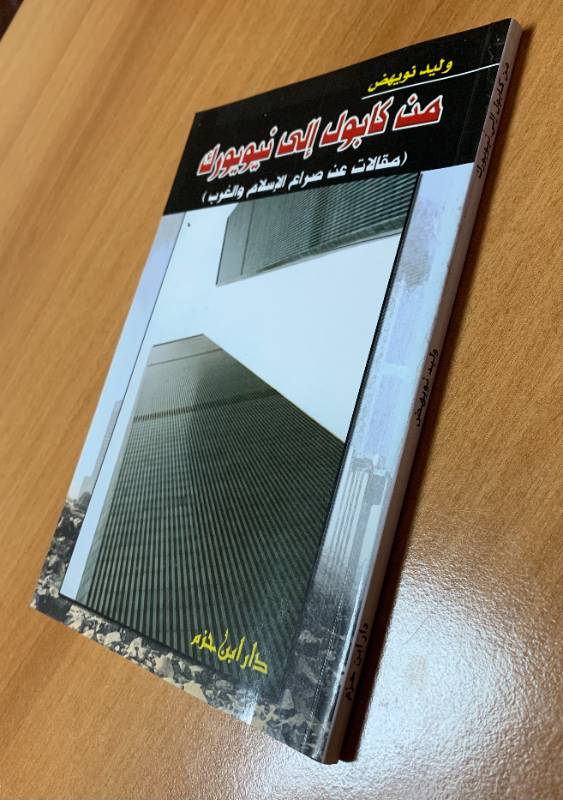 وليد نويهض
من كابول إلى نيويورك
(مقالات عن صراع الإسلام والغرب)
دار ابن حزم
من كابول إلى نيويورك
وليد نويهض
دار ابن حزم